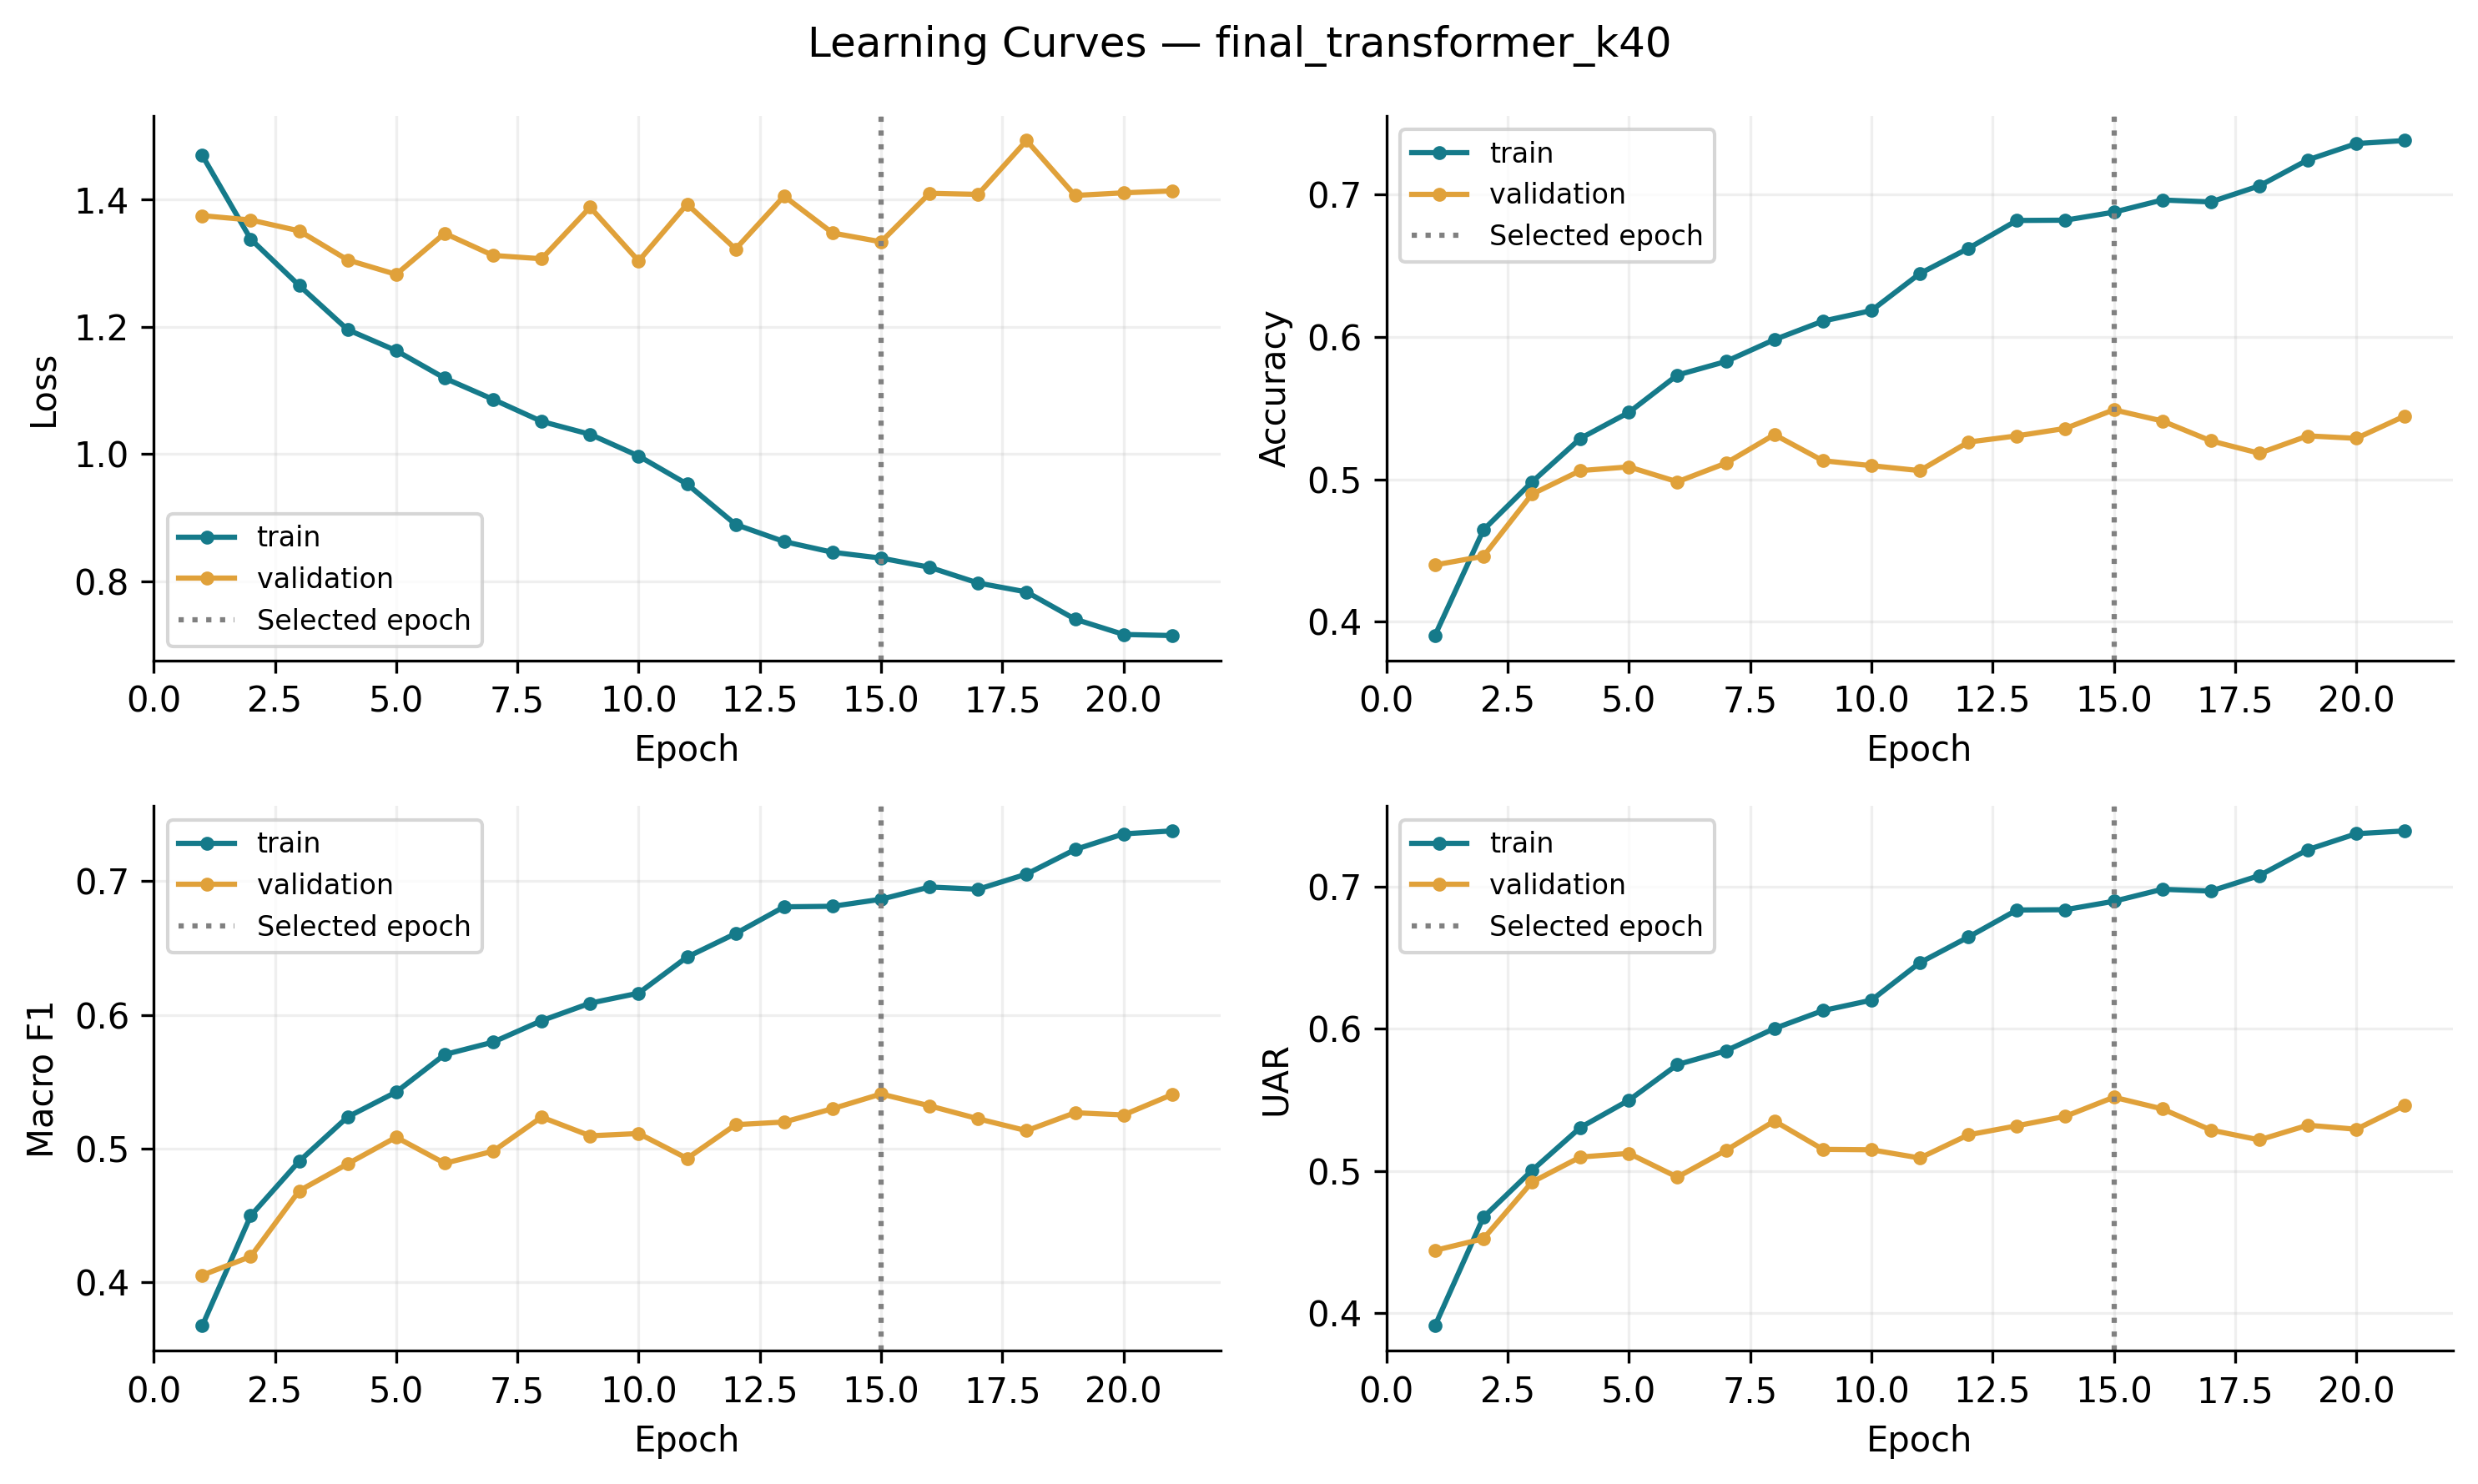 Learning Curves — final_transformer_k40
Loss
1.4
1.2
1.0
0.8
train
validation
Selected epoch
0.0 2.5 5.0 7.5 10.0 12.5 15.0 17.5 20.0
Epoch
Accuracy
0.7
0.6
0.5
0.4
train
validation
Selected epoch
0.0 2.5 5.0 7.5 10.0 12.5 15.0 17.5 20.0
Epoch
Macro F1
0.7
0.6
0.5
0.4
train
validation
Selected epoch
0.0 2.5 5.0 7.5 10.0 12.5 15.0 17.5 20.0
Epoch
UAR
0.7
0.6
0.5
0.4
train
validation
Selected epoch
0.0 2.5 5.0 7.5 10.0 12.5 15.0 17.5 20.0
Epoch